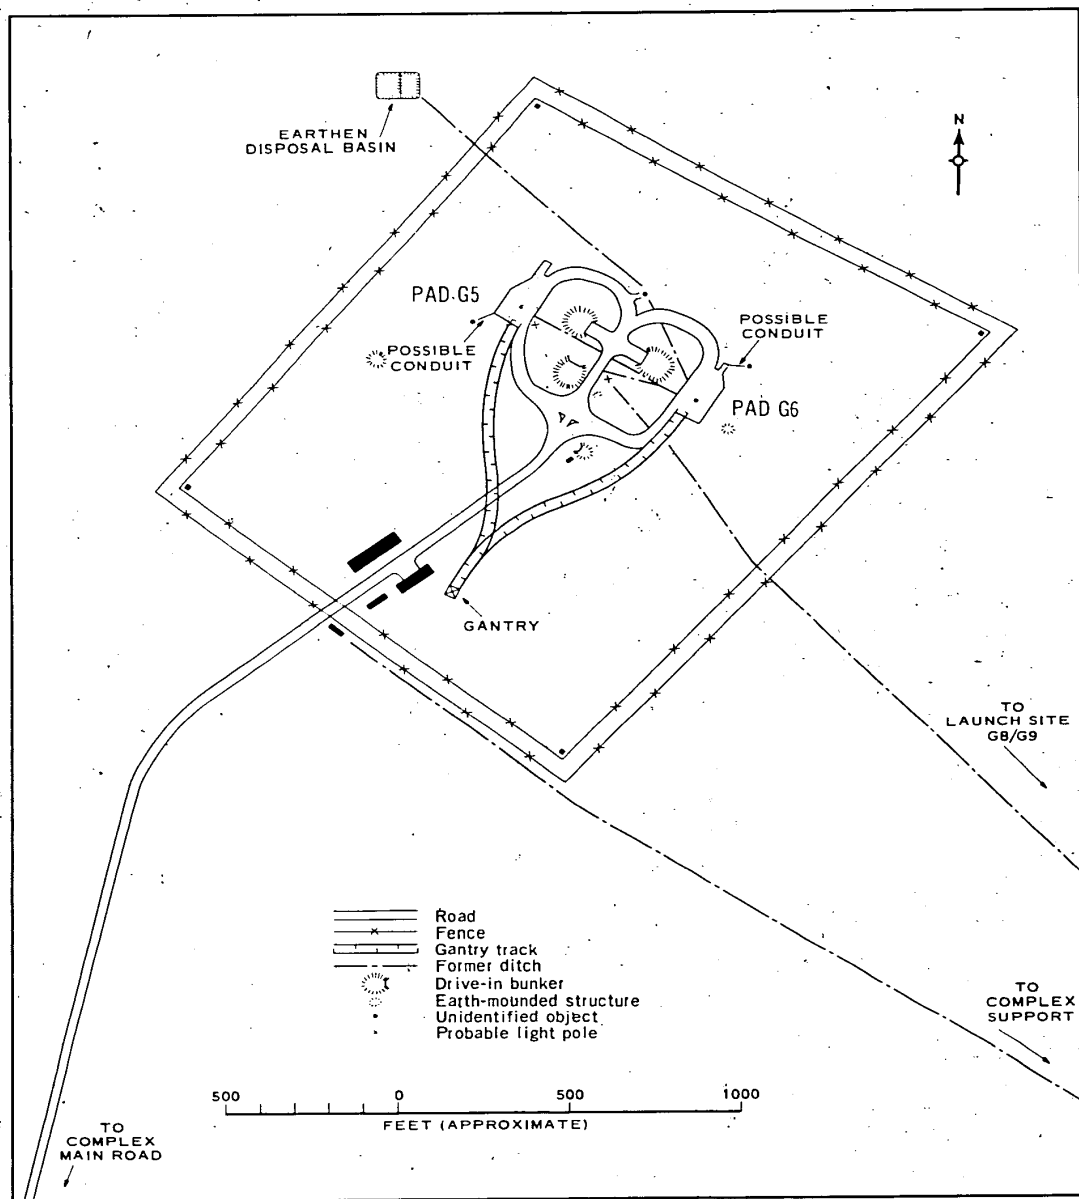 EARTHEN
DISPOSAL BASIN
N
PAD G5
POSSIBLE
CONDUIT
POSSIBLE
CONDUIT
PAD G6
GANTRY
TO
LAUNCH SITE
G8/G9
Road
Fence
Gantry track
Former ditch
Drive-in bunker
Earth-mounded structure
Unidentified object
Probable light pole
TO
COMPLEX
SUPPORT
500 0 500 1000
FEET (APPROXIMATE)
TO
COMPLEX
MAIN ROAD